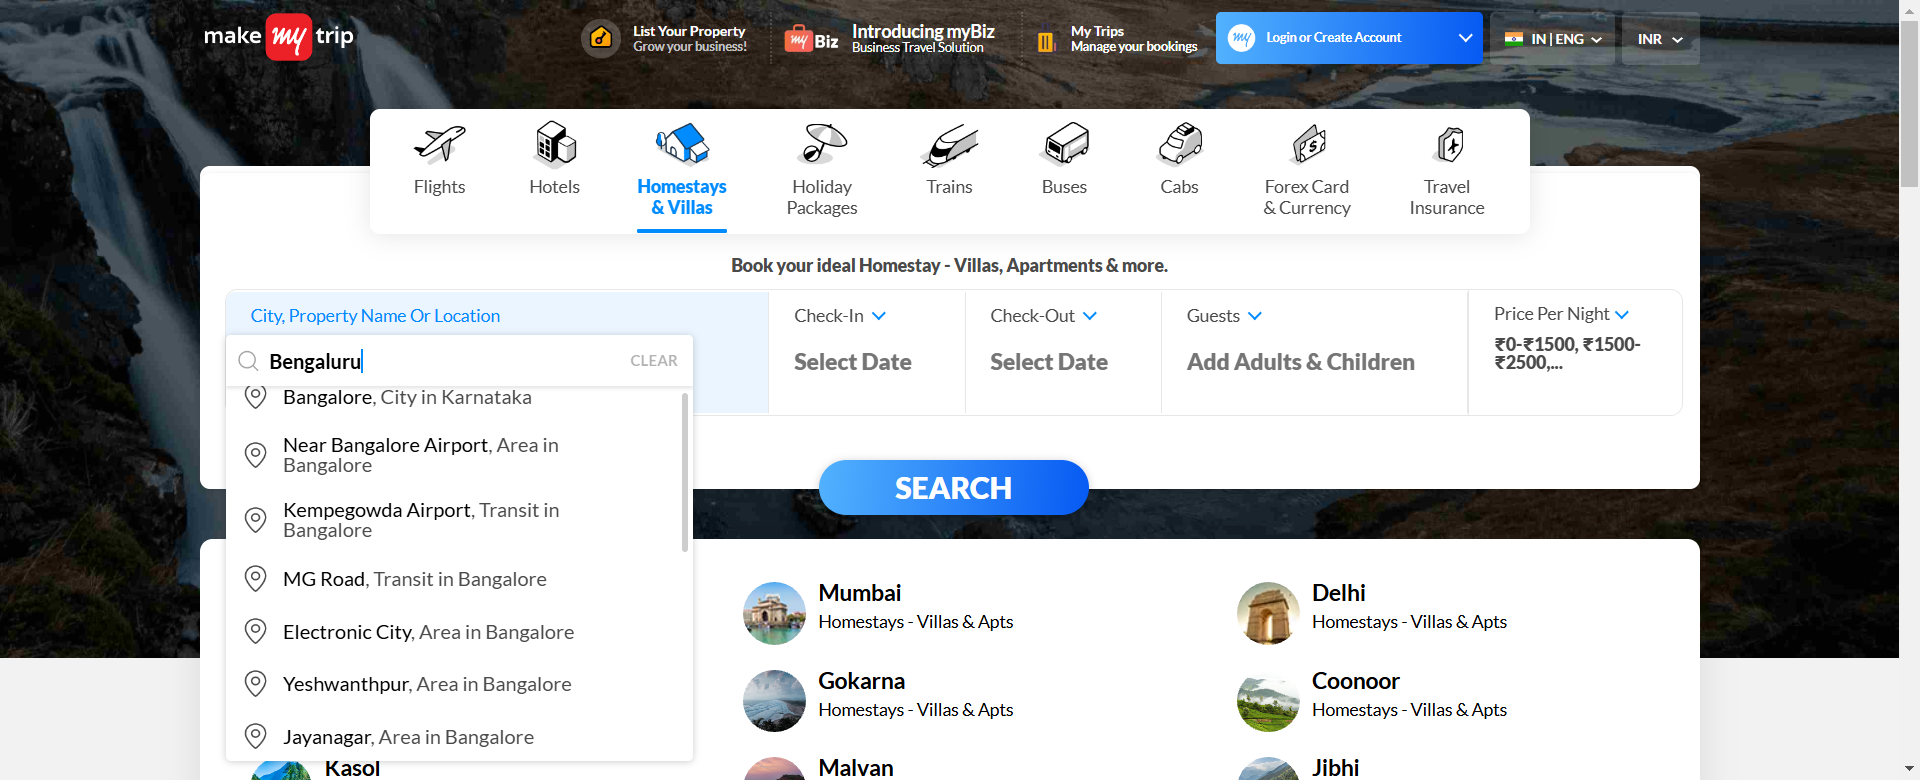 make my trip
List Your Property
Grow your business!
my Biz
Introducing myBiz
Business Travel Solution
My Trips
Manage your bookings
my
Login or Create Account
IN | ENG
INR
Flights
Hotels
Homestays
& Villas
Holiday
Packages
Trains
Buses
Cabs
Forex Card
& Currency
Travel
Insurance
Book your ideal Homestay - Villas, Apartments & more.
City, Property Name Or Location
Bengaluru
CLEAR
Bangalore, City in Karnataka
Near Bangalore Airport, Area in
Bangalore
Kempegowda Airport, Transit in
Bangalore
MG Road, Transit in Bangalore
Electronic City, Area in Bangalore
Yeshwanthpur, Area in Bangalore
Jayanagar, Area in Bangalore
Check-In
Select Date
Check-Out
Select Date
Guests
Add Adults & Children
Price Per Night
₹0-₹1500, ₹1500-
₹2500,...
SEARCH
Mumbai
Homestays - Villas & Apts
Delhi
Homestays - Villas & Apts
Gokarna
Homestays - Villas & Apts
Coonoor
Homestays - Villas & Apts
Kasol
Malvan
Jibhi